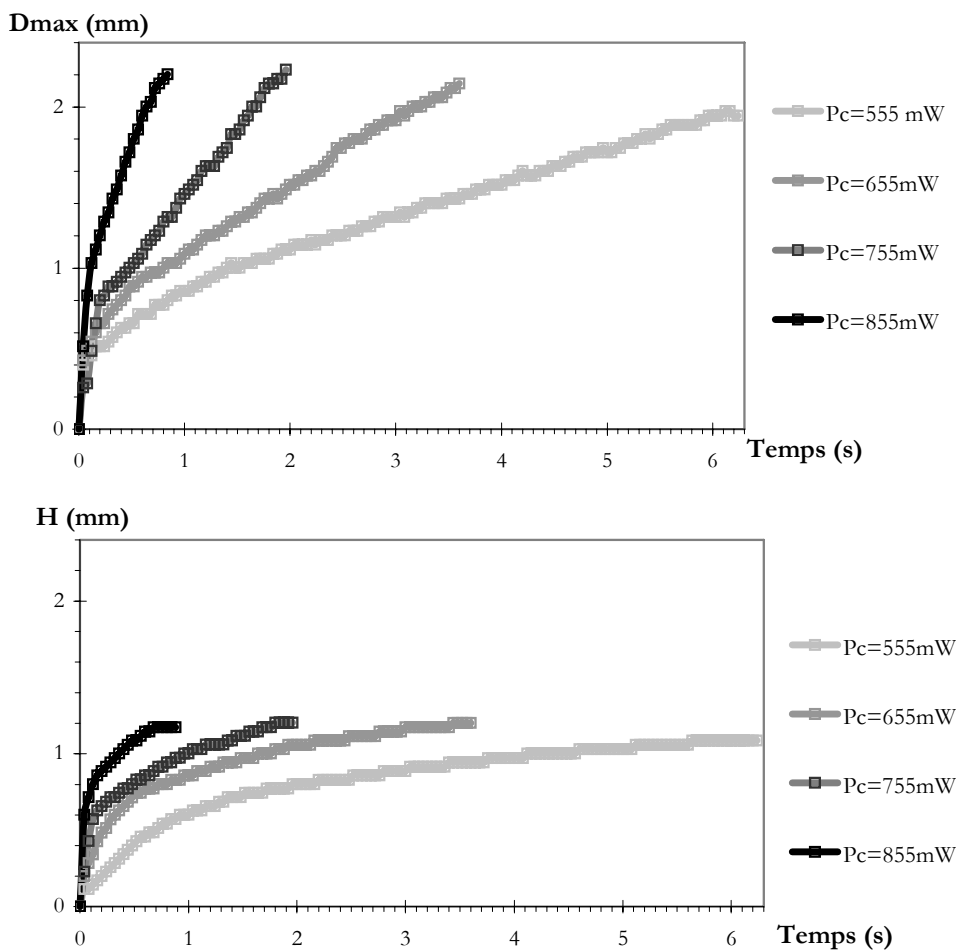 Dmax (mm)
2
1
0
0 1 2 3 4 5 6
Temps (s)
Pc=555 mW
Pc=655mW
Pc=755mW
Pc=855mW
H (mm)
2
1
0
0 1 2 3 4 5 6
Temps (s)
Pc=555mW
Pc=655mW
Pc=755mW
Pc=855mW